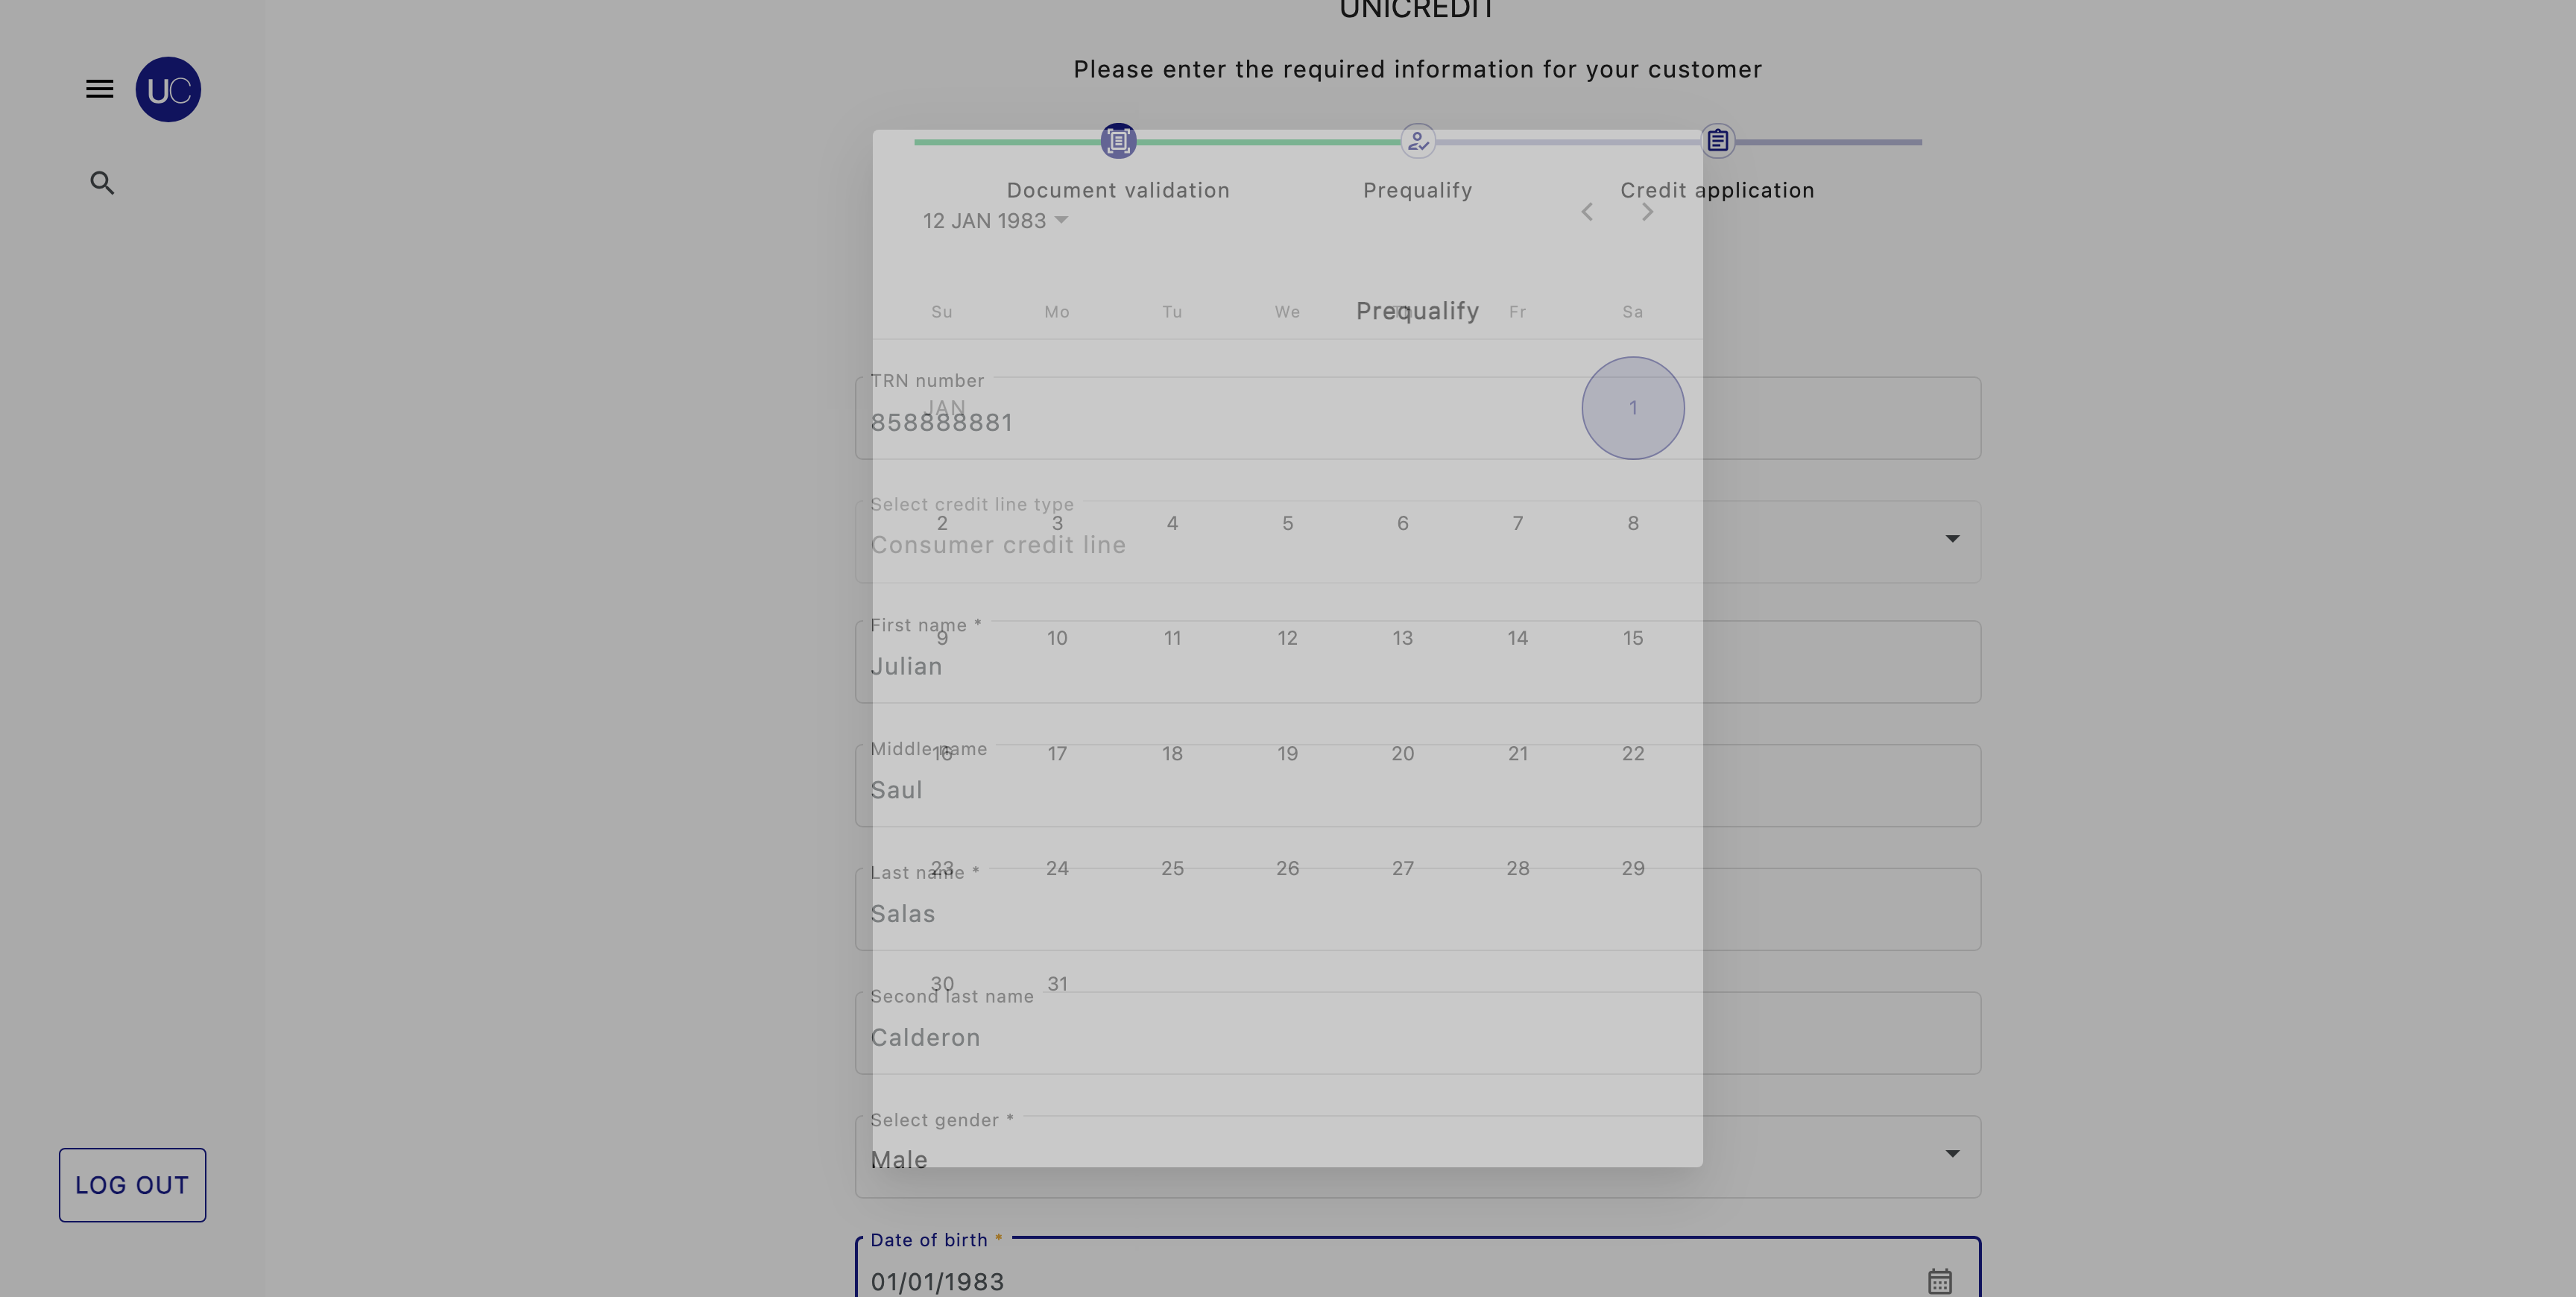 UNICREDIT
Please enter the required information for your customer
UC
Document validation Prequalify Credit application
12 JAN 1983
Prequalify
Su Mo Tu We Th Fr Sa
TRN number
858888881
JAN 1
Select credit line type
Consumer credit line
2 3 4 5 6 7 8
First name *
Julian
9 10 11 12 13 14 15
Middle name
Saul
16 17 18 19 20 21 22
Last name *
Salas
23 24 25 26 27 28 29
Second last name
Calderon
30 31
Select gender *
Male
LOG OUT
Date of birth *
01/01/1983